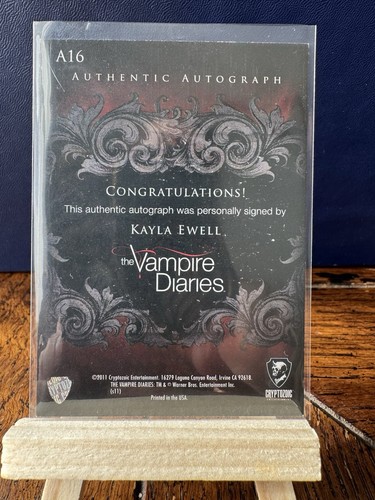 A16
AUTHENTIC AUTOGRAPH
CONGRATULATIONS!
This authentic autograph was personally signed by
KAYLA EWELL
the Vampire
Diaries
©2011 Cryptozoic Entertainment. 16279 Laguna Canyon Road, Irvine CA 92618
THE VAMPIRE DIARIES: TM & © Warner Bros. Entertainment Inc.
(s11)
Printed in the USA.
CRYPTOZOIC